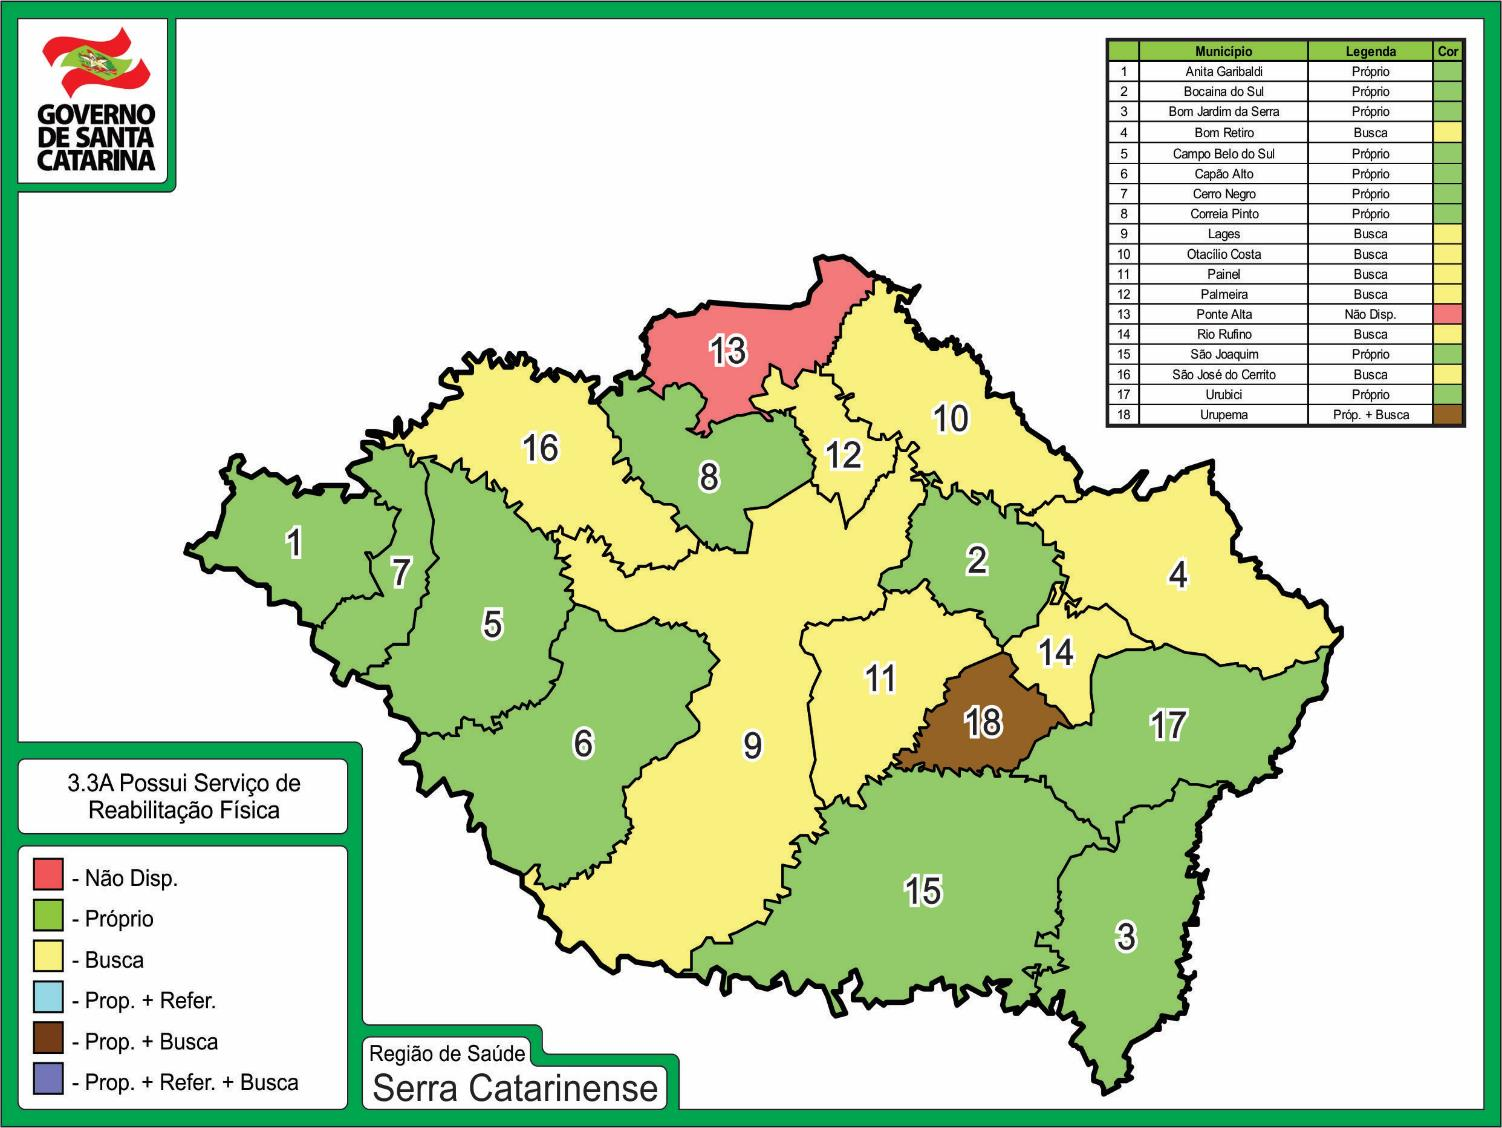 GOVERNO
DE SANTA
CATARINA
Município Legenda Cor
1 Anita Garibaldi Próprio
2 Bocaina do Sul Próprio
3 Bom Jardim da Serra Próprio
4 Bom Retiro Busca
5 Campo Belo do Sul Próprio
6 Capão Alto Próprio
7 Cerro Negro Próprio
8 Correia Pinto Próprio
9 Lages Busca
10 Otacílio Costa Busca
11 Painel Busca
12 Palmeira Busca
13 Ponte Alta Não Disp.
14 Rio Rufino Busca
15 São Joaquim Próprio
16 São José do Cerrito Busca
17 Urubici Próprio
18 Urupema Próp. + Busca
13
10
16
12
8
1
2
7
4
5
14
11
18
17
6
9
15
3
3.3A Possui Serviço de
Reabilitação Física
- Não Disp.
- Próprio
- Busca
- Prop. + Refer.
- Prop. + Busca
- Prop. + Refer. + Busca
Região de Saúde
Serra Catarinense